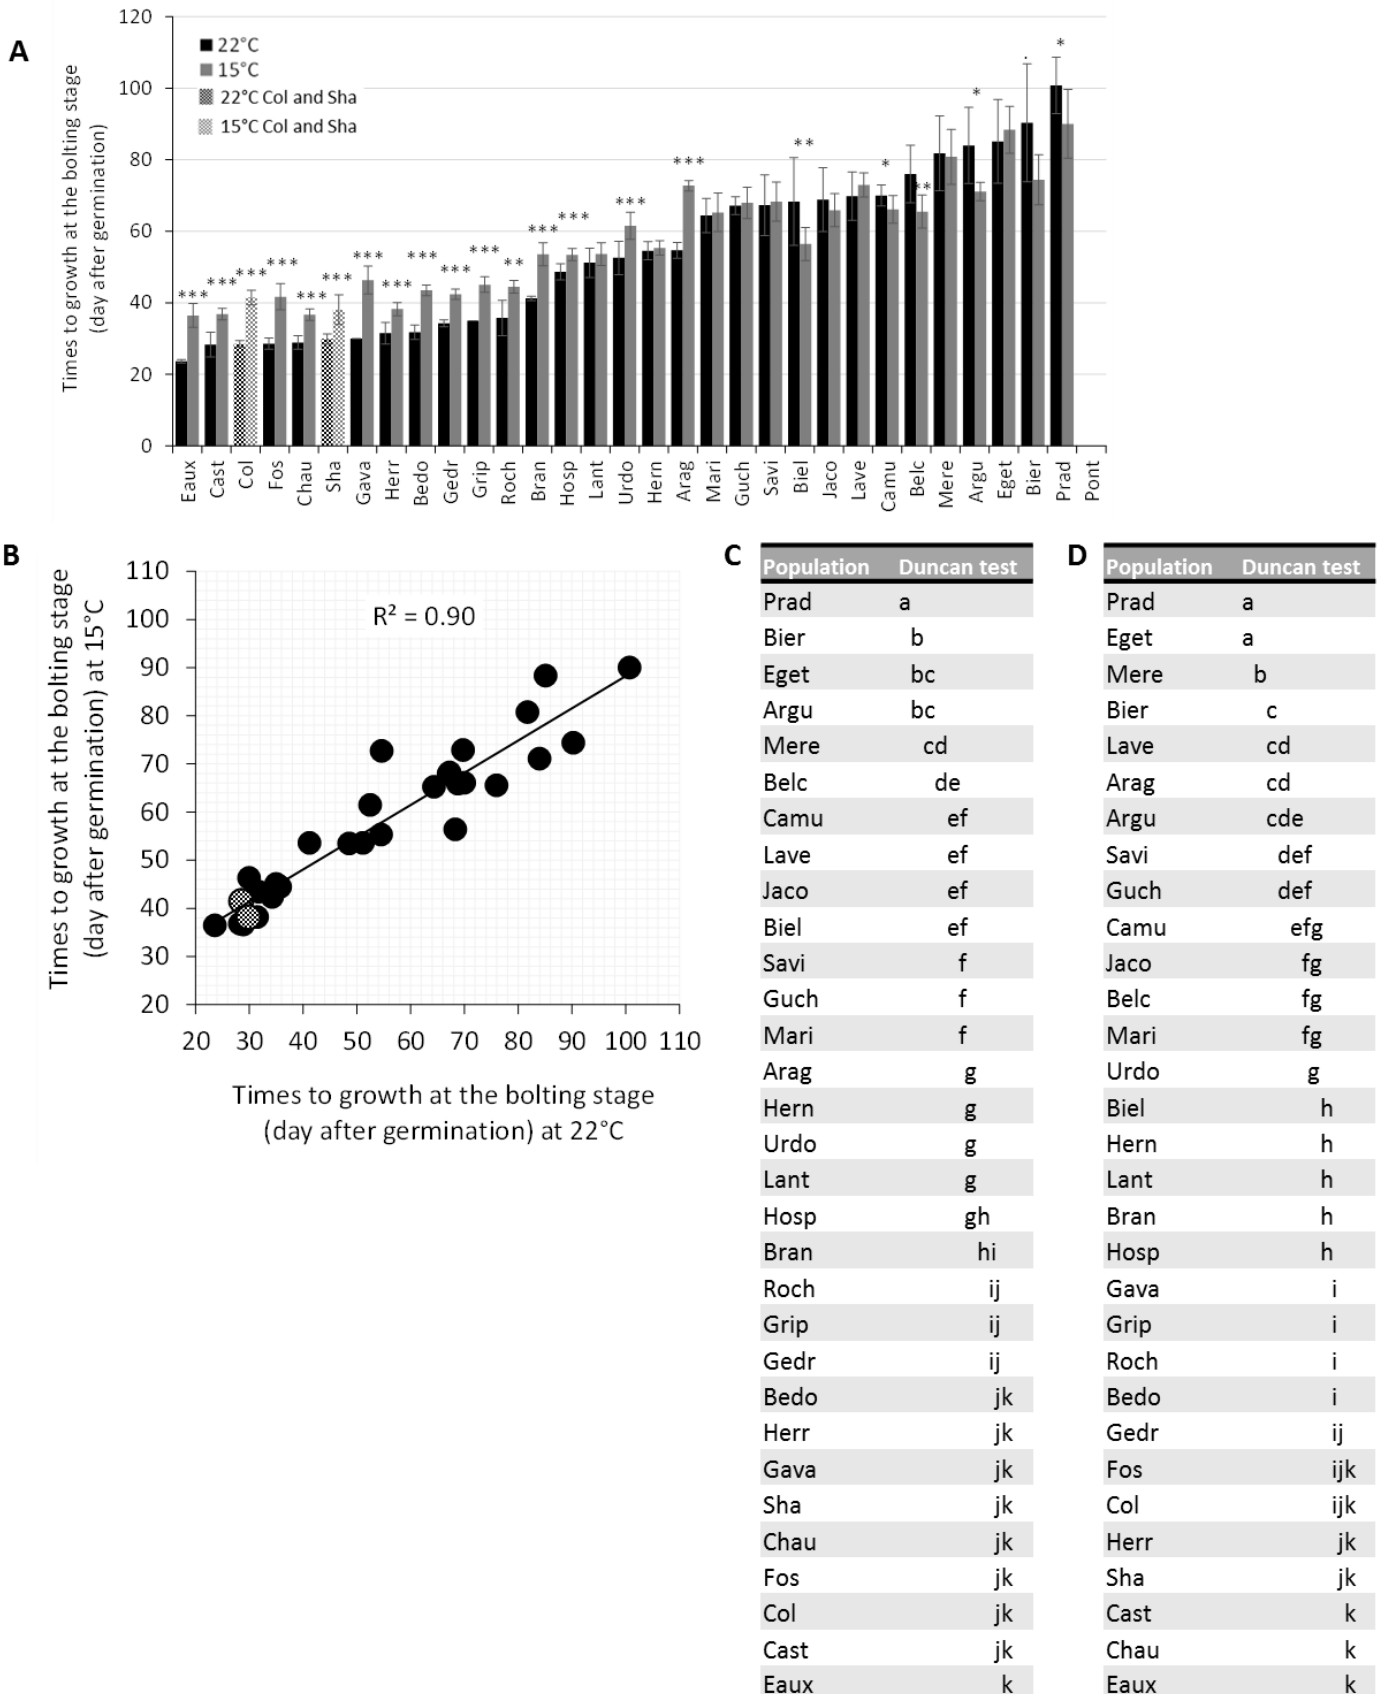 A
Times to growth at the bolting stage
(day after germination)
120
100
80
60
40
20
0
22°C
15°C
22°C Col and Sha
15°C Col and Sha
*** *** *** *** *** *** *** *** *** *** *** ** *** *** *** *** ** * ** * . *
Eaux Cast Col Fos Chau Sha Gava Herr Bedo Gedr Grip Roch Bran Hosp Lant Urdo Hern Arag Mari Guch Savi Biel Jaco Lave Camu Belc Mere Argu Eget Bier Prad Pont
B
Times to growth at the bolting stage
(day after germination) at 15°C
110
100
90
80
70
60
50
40
30
20
R² = 0.90
20 30 40 50 60 70 80 90 100 110
Times to growth at the bolting stage
(day after germination) at 22°C
C
Population Duncan test
Prad a
Bier b
Eget bc
Argu bc
Mere cd
Belc de
Camu ef
Lave ef
Jaco ef
Biel ef
Savi f
Guch f
Mari f
Arag g
Hern g
Urdo g
Lant g
Hosp gh
Bran hi
Roch ij
Grip ij
Gedr ij
Bedo jk
Herr jk
Gava jk
Sha jk
Chau jk
Fos jk
Col jk
Cast jk
Eaux k
D
Population Duncan test
Prad a
Eget a
Mere b
Bier c
Lave cd
Arag cd
Argu cde
Savi def
Guch def
Camu efg
Jaco fg
Belc fg
Mari fg
Urdo g
Biel h
Hern h
Lant h
Bran h
Hosp h
Gava i
Grip i
Roch i
Bedo i
Gedr ij
Fos ijk
Col ijk
Herr jk
Sha jk
Cast k
Chau k
Eaux k